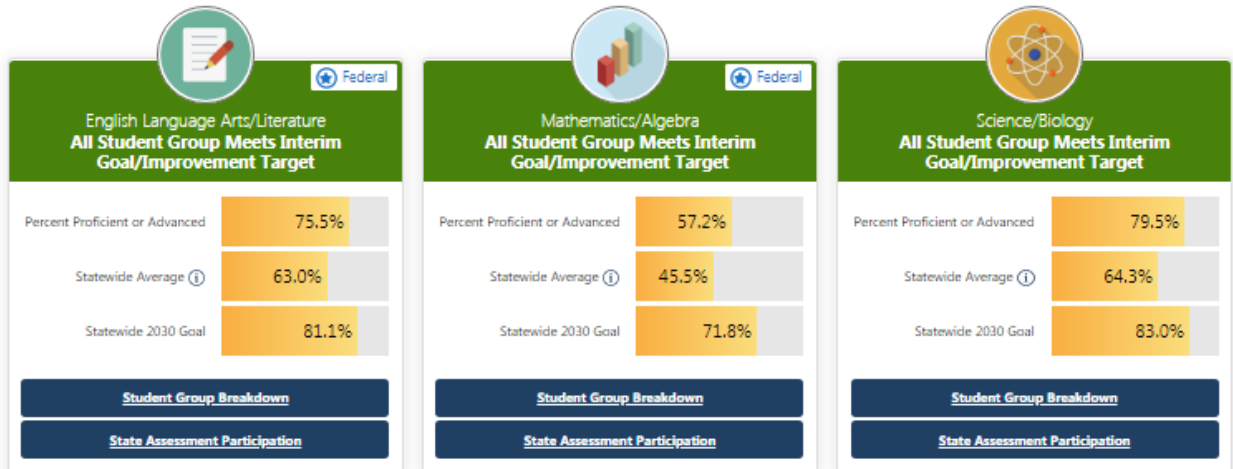 Federal
English Language Arts/Literature
All Student Group Meets Interim
Goal/Improvement Target
Percent Proficient or Advanced 75.5%
Statewide Average 63.0%
Statewide 2030 Goal 81.1%
Student Group Breakdown
State Assessment Participation
Federal
Mathematics/Algebra
All Student Group Meets Interim
Goal/Improvement Target
Percent Proficient or Advanced 57.2%
Statewide Average 45.5%
Statewide 2030 Goal 71.8%
Student Group Breakdown
State Assessment Participation
Science/Biology
All Student Group Meets Interim
Goal/Improvement Target
Percent Proficient or Advanced 79.5%
Statewide Average 64.3%
Statewide 2030 Goal 83.0%
Student Group Breakdown
State Assessment Participation